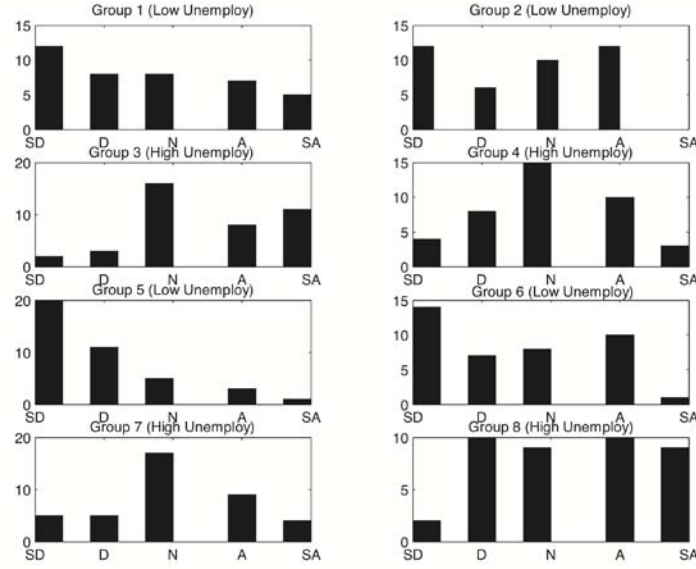 Group 1 (Low Unemploy)
15
10
5
0
SD D N A SA
Group 2 (Low Unemploy)
15
10
5
0
SD D N A SA
Group 3 (High Unemploy)
20
10
0
SD D N A SA
Group 4 (High Unemploy)
15
10
5
0
SD D N A SA
Group 5 (Low Unemploy)
20
10
0
SD D N A SA
Group 6 (Low Unemploy)
15
10
5
0
SD D N A SA
Group 7 (High Unemploy)
20
10
0
SD D N A SA
Group 8 (High Unemploy)
10
5
0
SD D N A SA